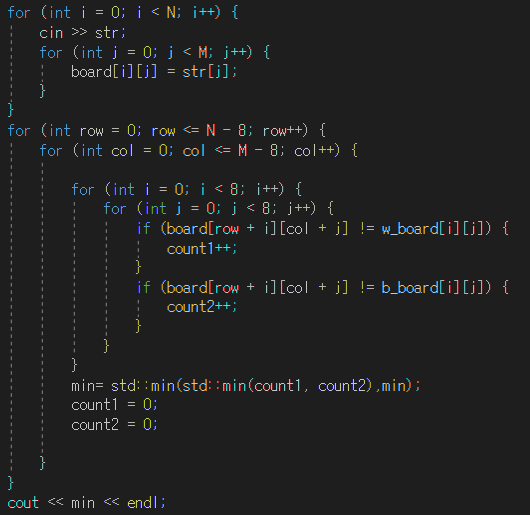 for (int i = 0; i < N; i++) {
    cin >> str;
    for (int j = 0; j < M; j++) {
        board[i][j] = str[j];
    }
}
for (int row = 0; row <= N - 8; row++) {
    for (int col = 0; col <= M - 8; col++) {

        for (int i = 0; i < 8; i++) {
            for (int j = 0; j < 8; j++) {
                if (board[row + i][col + j] != w_board[i][j]) {
                    count1++;
                }
                if (board[row + i][col + j] != b_board[i][j]) {
                    count2++;
                }
            }
        }
        min= std::min(std::min(count1, count2),min);
        count1 = 0;
        count2 = 0;

    }
}
cout << min << endl;